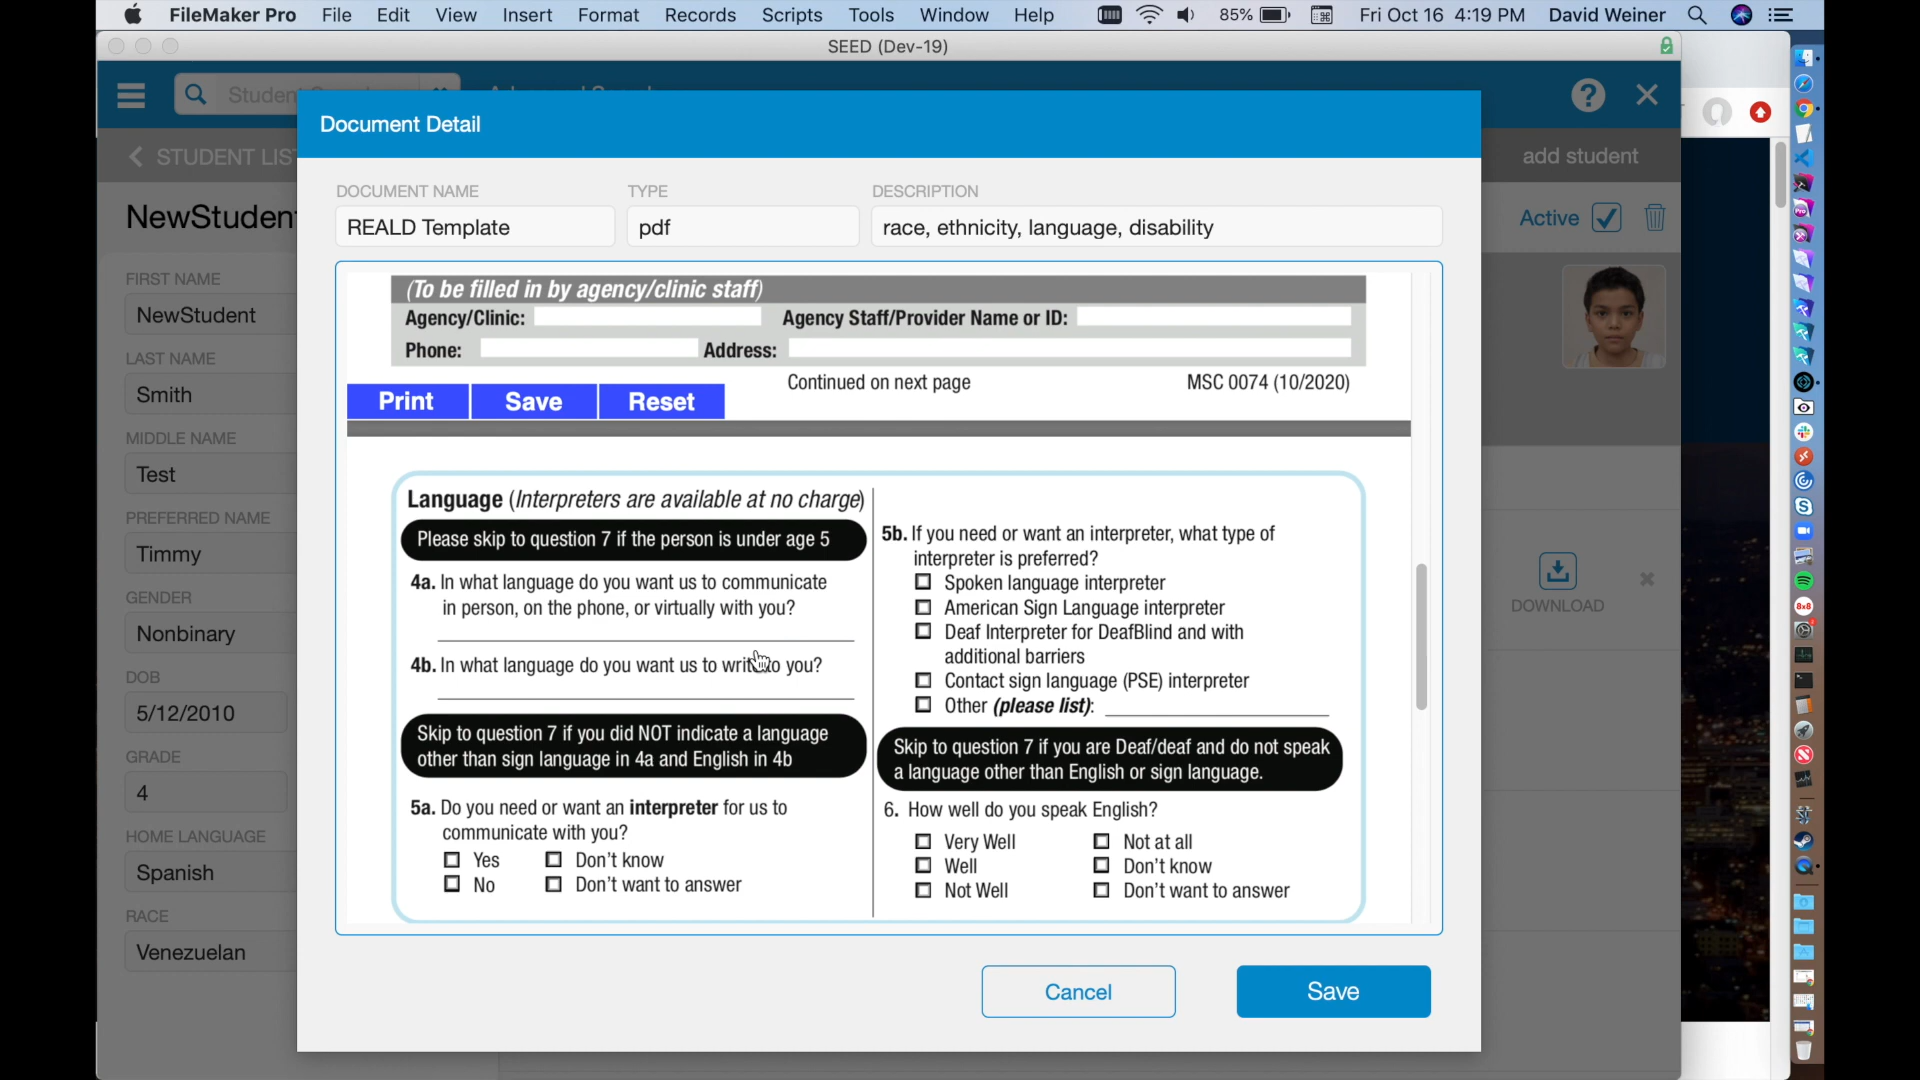 FileMaker Pro File Edit View Insert Format Records Scripts Tools Window Help 85% Fri Oct 16 4:19 PM David Weiner
SEED (Dev-19)
Student
Document Detail
STUDENT LIS
add student
DOCUMENT NAME TYPE DESCRIPTION
REALD Template pdf race, ethnicity, language, disability
NewStudent
Active
FIRST NAME
NewStudent
LAST NAME
Smith
MIDDLE NAME
Test
PREFERRED NAME
Timmy
GENDER
Nonbinary
DOB
5/12/2010
GRADE
4
HOME LANGUAGE
Spanish
RACE
Venezuelan
(To be filled in by agency/clinic staff)
Agency/Clinic: Agency Staff/Provider Name or ID:
Phone: Address:
Continued on next page MSC 0074 (10/2020)
Print Save Reset
Language (Interpreters are available at no charge)
Please skip to question 7 if the person is under age 5
4a. In what language do you want us to communicate
in person, on the phone, or virtually with you?
4b. In what language do you want us to write to you?
Skip to question 7 if you did NOT indicate a language
other than sign language in 4a and English in 4b
5a. Do you need or want an interpreter for us to
communicate with you?
Yes Don't know
No Don't want to answer
5b. If you need or want an interpreter, what type of
interpreter is preferred?
Spoken language interpreter
American Sign Language interpreter
Deaf Interpreter for DeafBlind and with
additional barriers
Contact sign language (PSE) interpreter
Other (please list):
Skip to question 7 if you are Deaf/deaf and do not speak
a language other than English or sign language.
6. How well do you speak English?
Very Well Not at all
Well Don't know
Not Well Don't want to answer
DOWNLOAD
Cancel Save
8x8